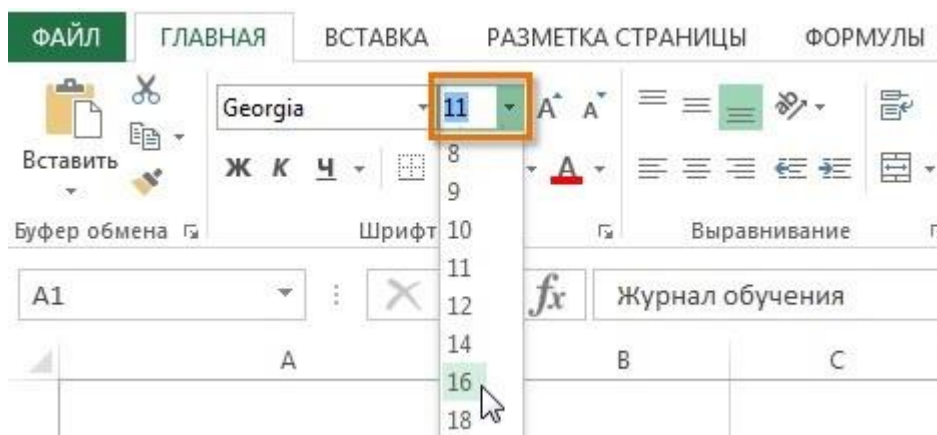 ФАЙЛ ГЛАВНАЯ ВСТАВКА РАЗМЕТКА СТРАНИЦЫ ФОРМУЛЫ
Georgia 11 A A
Вставить Ж К Ч А
8
9
Буфер обмена Шрифт 10 Выравнивание
11
A1 fx Журнал обучения
12
14
A B C
16
18